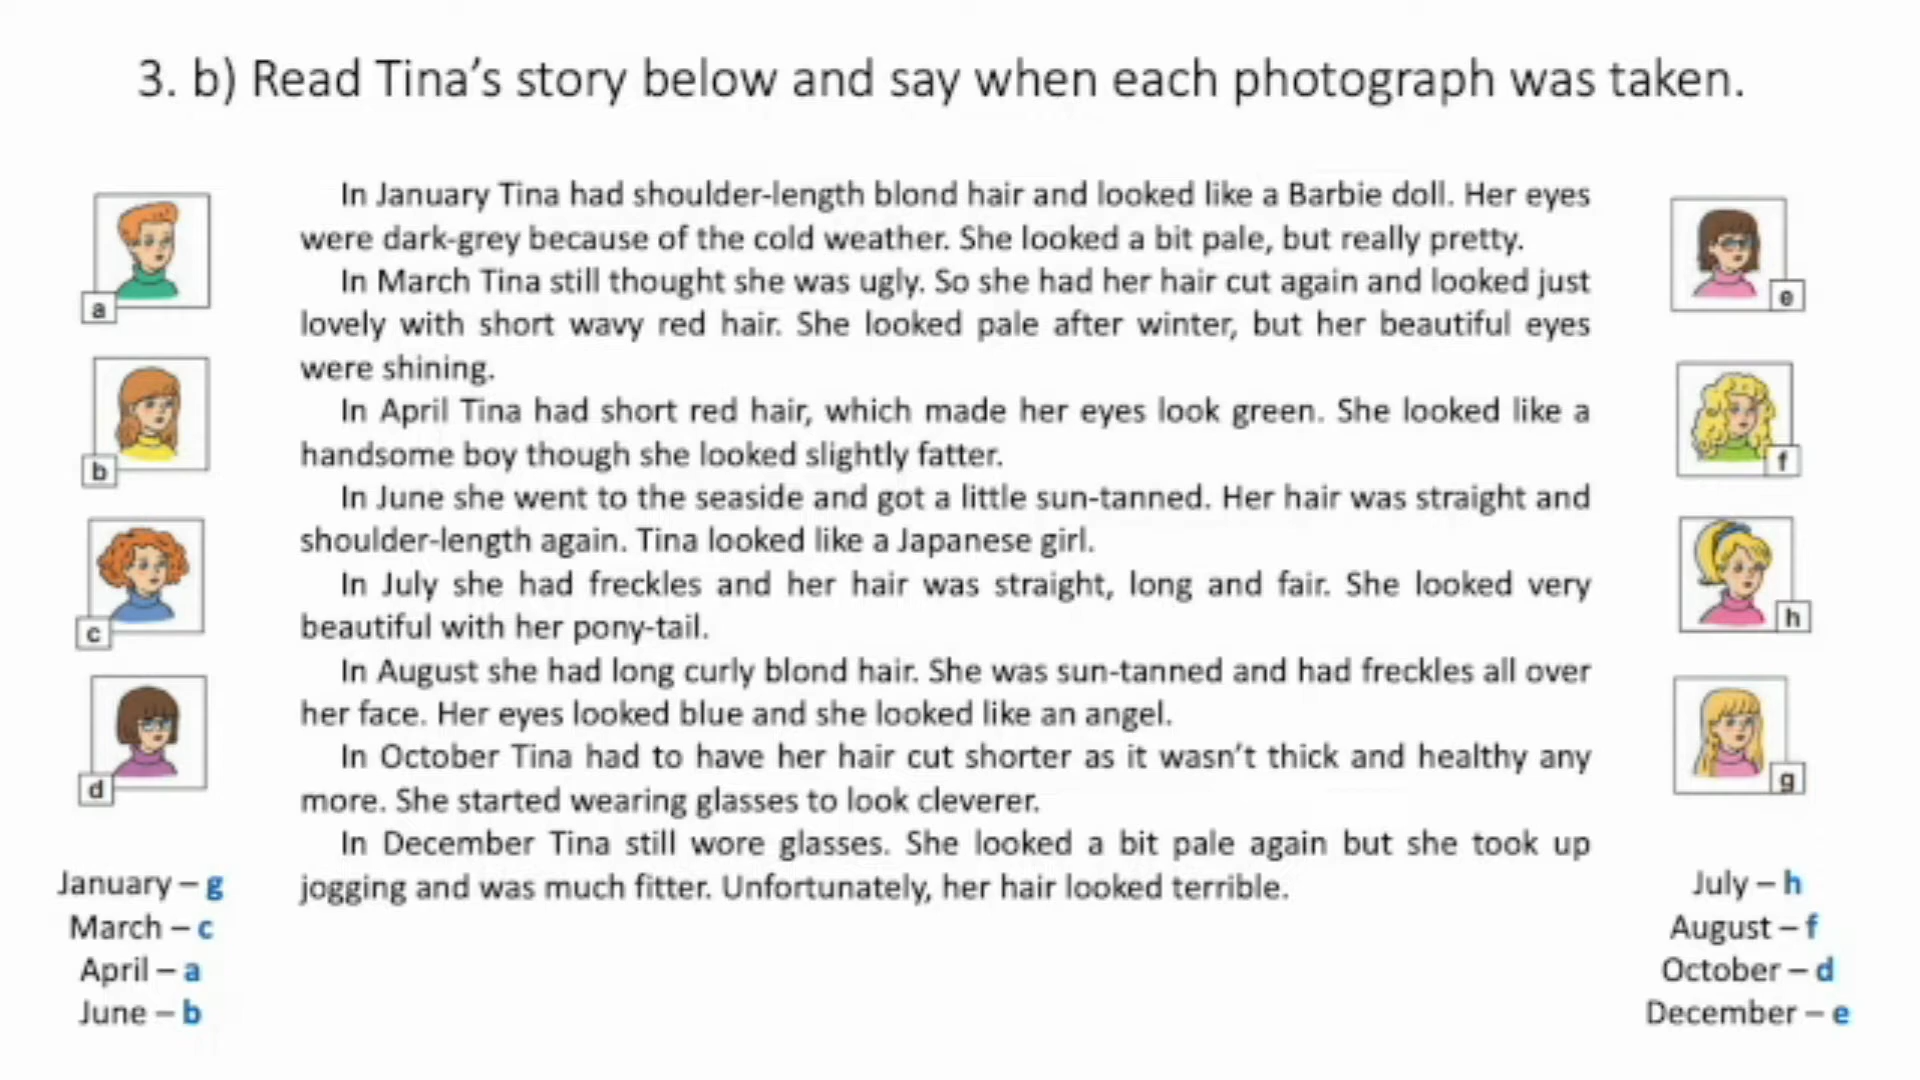 3. b) Read Tina’s story below and say when each photograph was taken.
In January Tina had shoulder-length blond hair and looked like a Barbie doll. Her eyes
were dark-grey because of the cold weather. She looked a bit pale, but really pretty.
In March Tina still thought she was ugly. So she had her hair cut again and looked just
lovely with short wavy red hair. She looked pale after winter, but her beautiful eyes
were shining.
In April Tina had short red hair, which made her eyes look green. She looked like a
handsome boy though she looked slightly fatter.
In June she went to the seaside and got a little sun-tanned. Her hair was straight and
shoulder-length again. Tina looked like a Japanese girl.
In July she had freckles and her hair was straight, long and fair. She looked very
beautiful with her pony-tail.
In August she had long curly blond hair. She was sun-tanned and had freckles all over
her face. Her eyes looked blue and she looked like an angel.
In October Tina had to have her hair cut shorter as it wasn’t thick and healthy any
more. She started wearing glasses to look cleverer.
In December Tina still wore glasses. She looked a bit pale again but she took up
jogging and was much fitter. Unfortunately, her hair looked terrible.
a
b
c
d
e
f
h
g
January – g
March – c
April – a
June – b
July – h
August – f
October – d
December – e